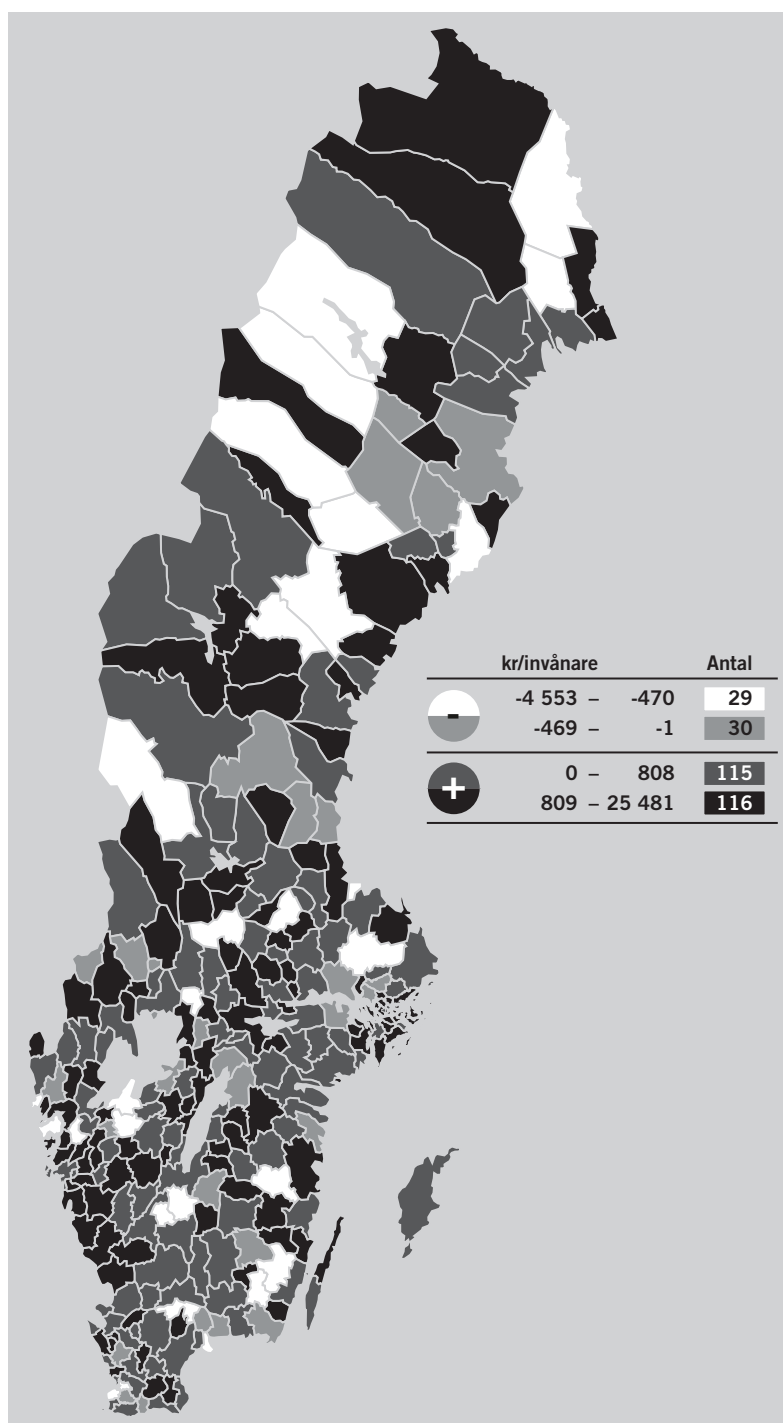 kr/invånare Antal
-4 553 – -470 29
- -469 – -1 30
+ 0 – 808 115
809 – 25 481 116